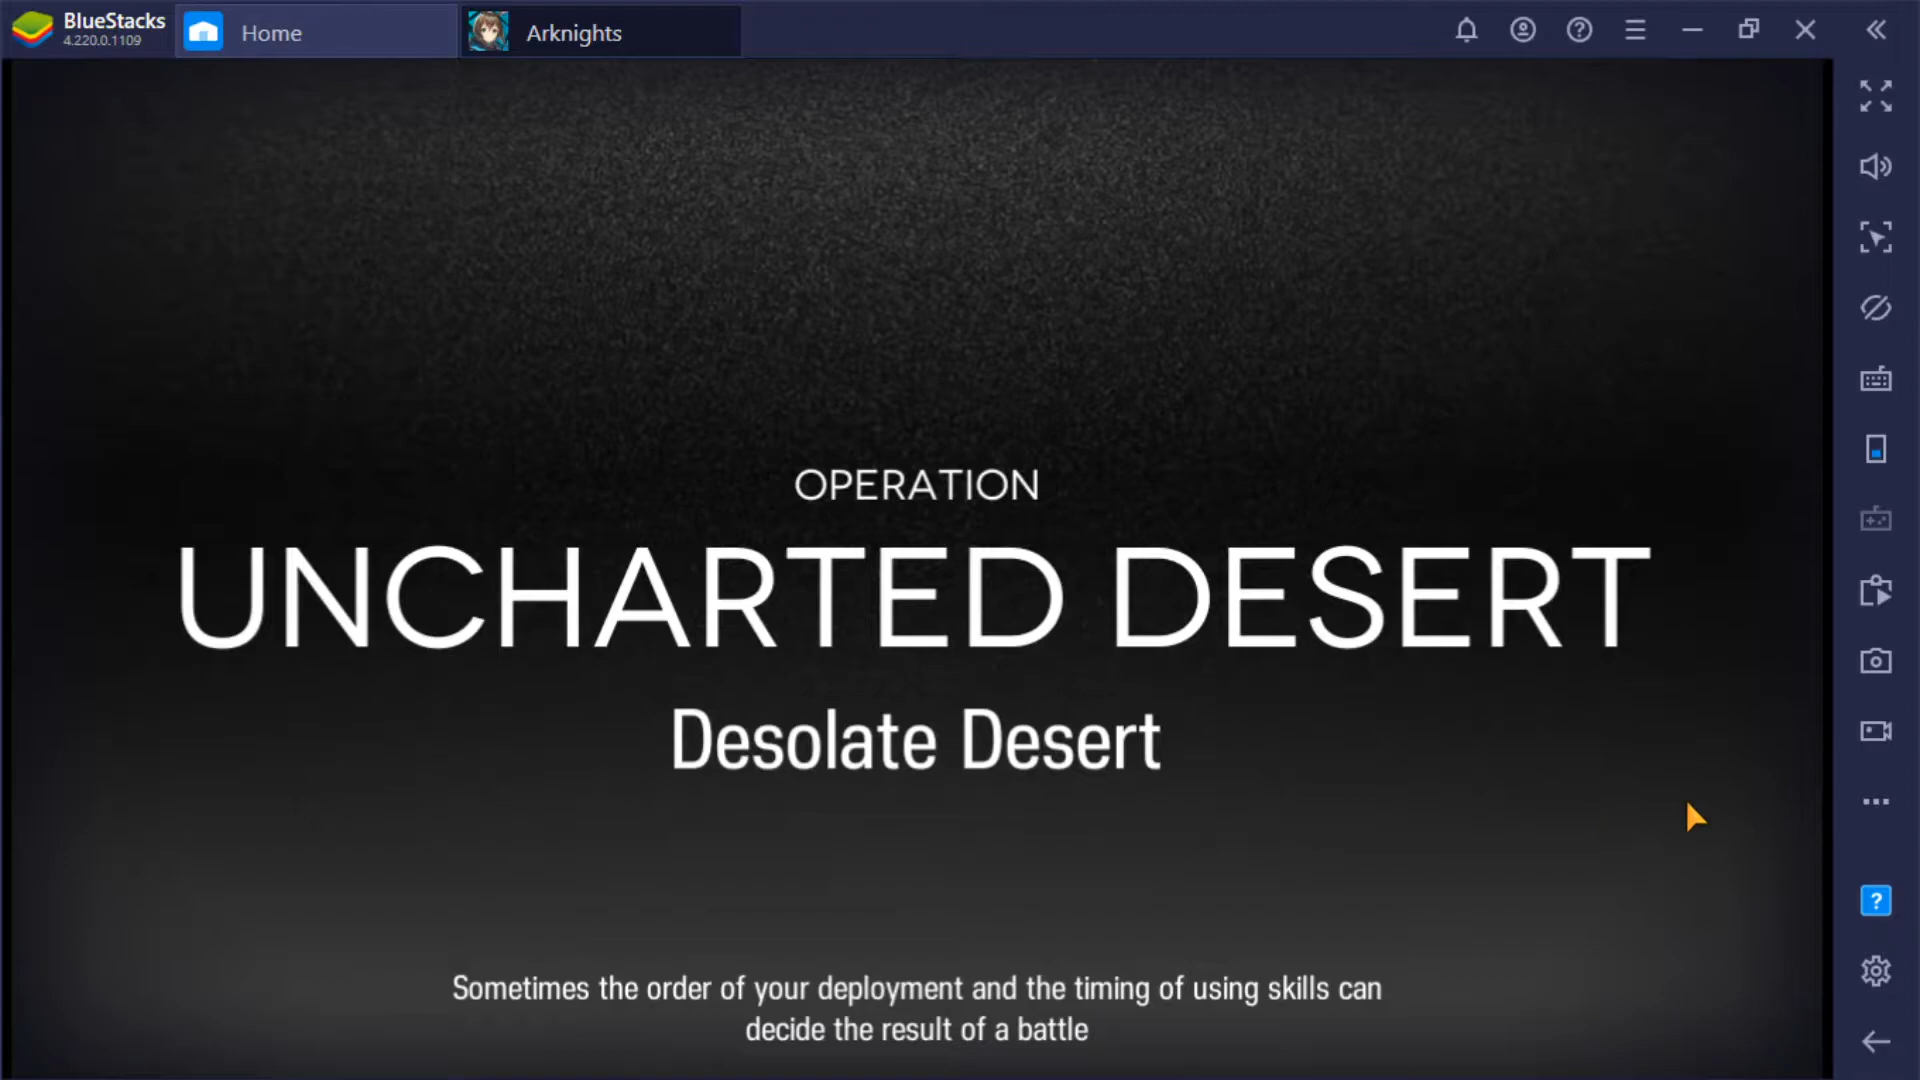 BlueStacks
4.220.0.1109
Home
Arknights
OPERATION
UNCHARTED DESERT
Desolate Desert
Sometimes the order of your deployment and the timing of using skills can
decide the result of a battle